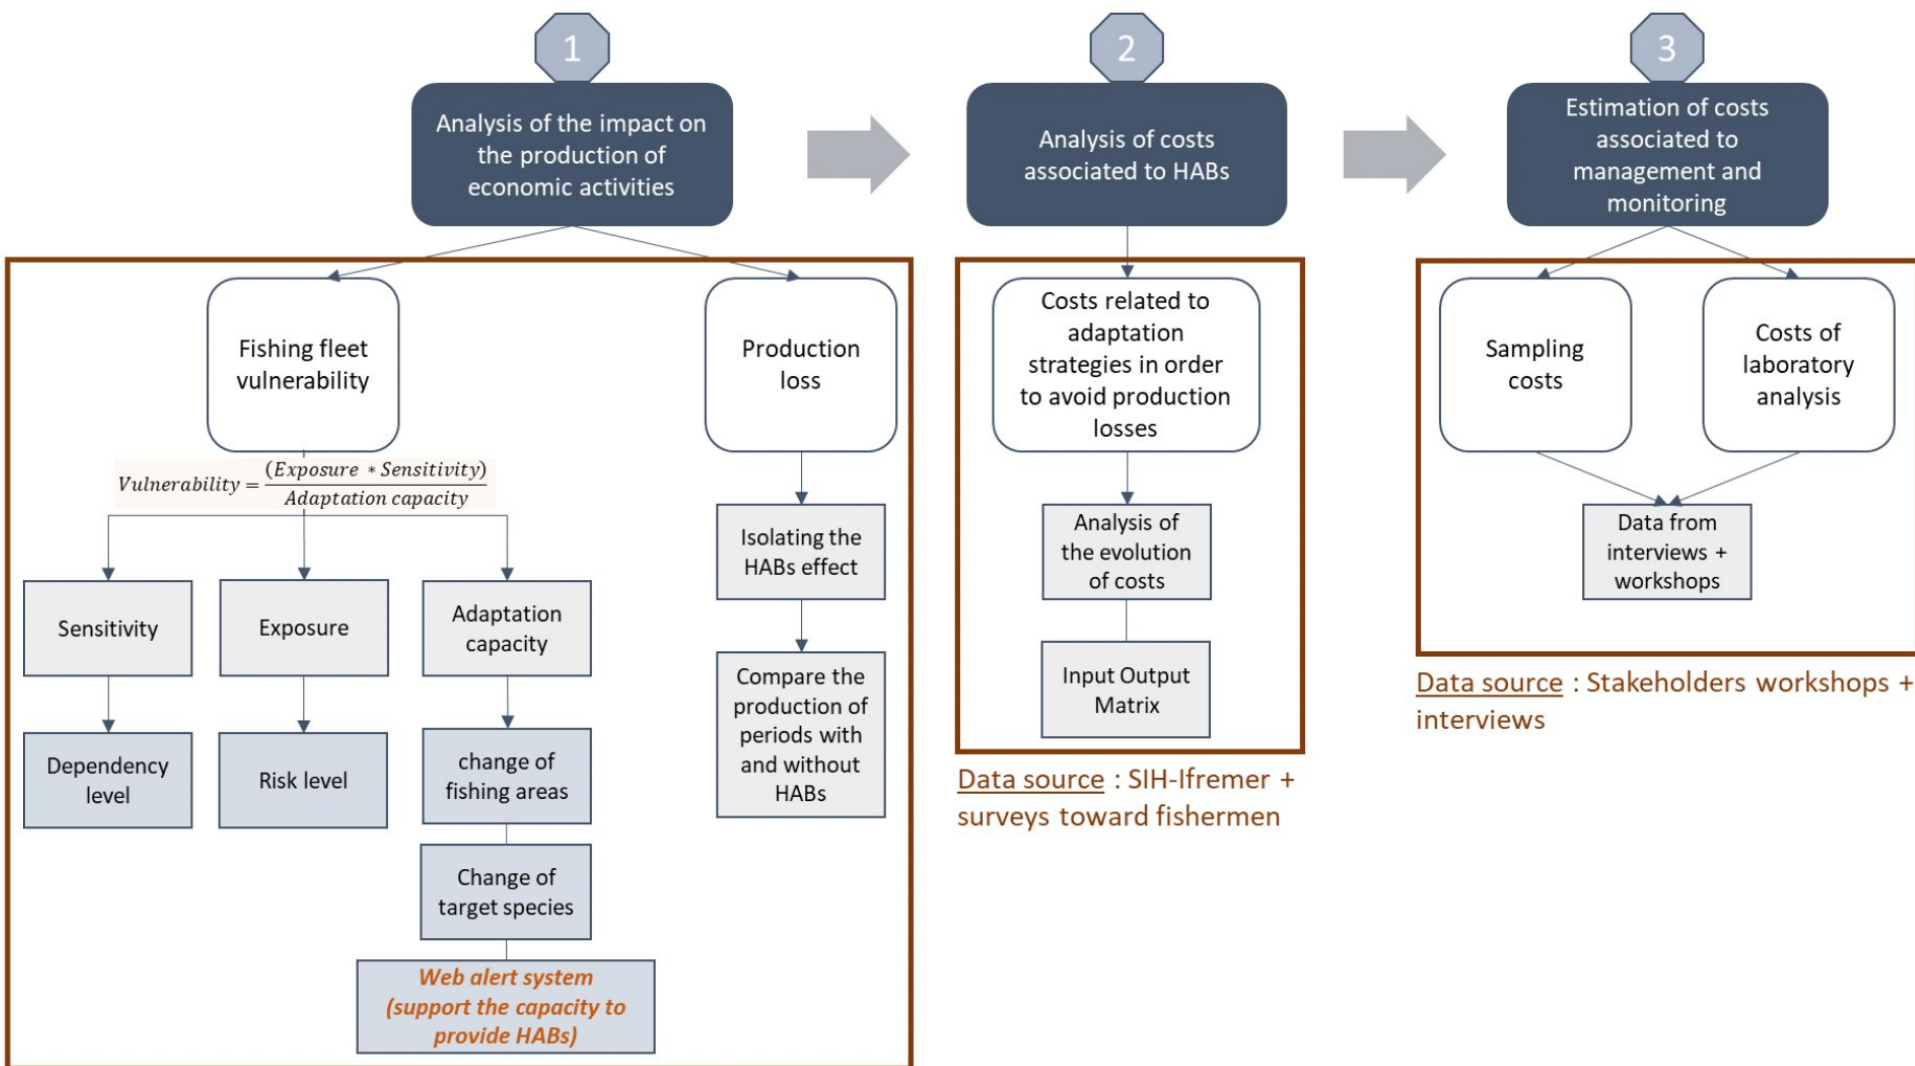 1
Analysis of the impact on
the production of
economic activities
2
Analysis of costs
associated to HABs
3
Estimation of costs
associated to
management and
monitoring
Fishing fleet
vulnerability
Production
loss
Vulnerability = (Exposure * Sensitivity)
Adaptation capacity
Sensitivity
Exposure
Adaptation
capacity
Dependency
level
Risk level
change of
fishing areas
Change of
target species
Web alert system
(support the capacity to
provide HABs)
Isolating the
HABs effect
Compare the
production of
periods with
and without
HABs
Costs related to
adaptation
strategies in order
to avoid production
losses
Analysis of
the evolution
of costs
Input Output
Matrix
Data source : SIH-Ifremer +
surveys toward fishermen
Sampling
costs
Costs of
laboratory
analysis
Data from
interviews +
workshops
Data source : Stakeholders workshops +
interviews